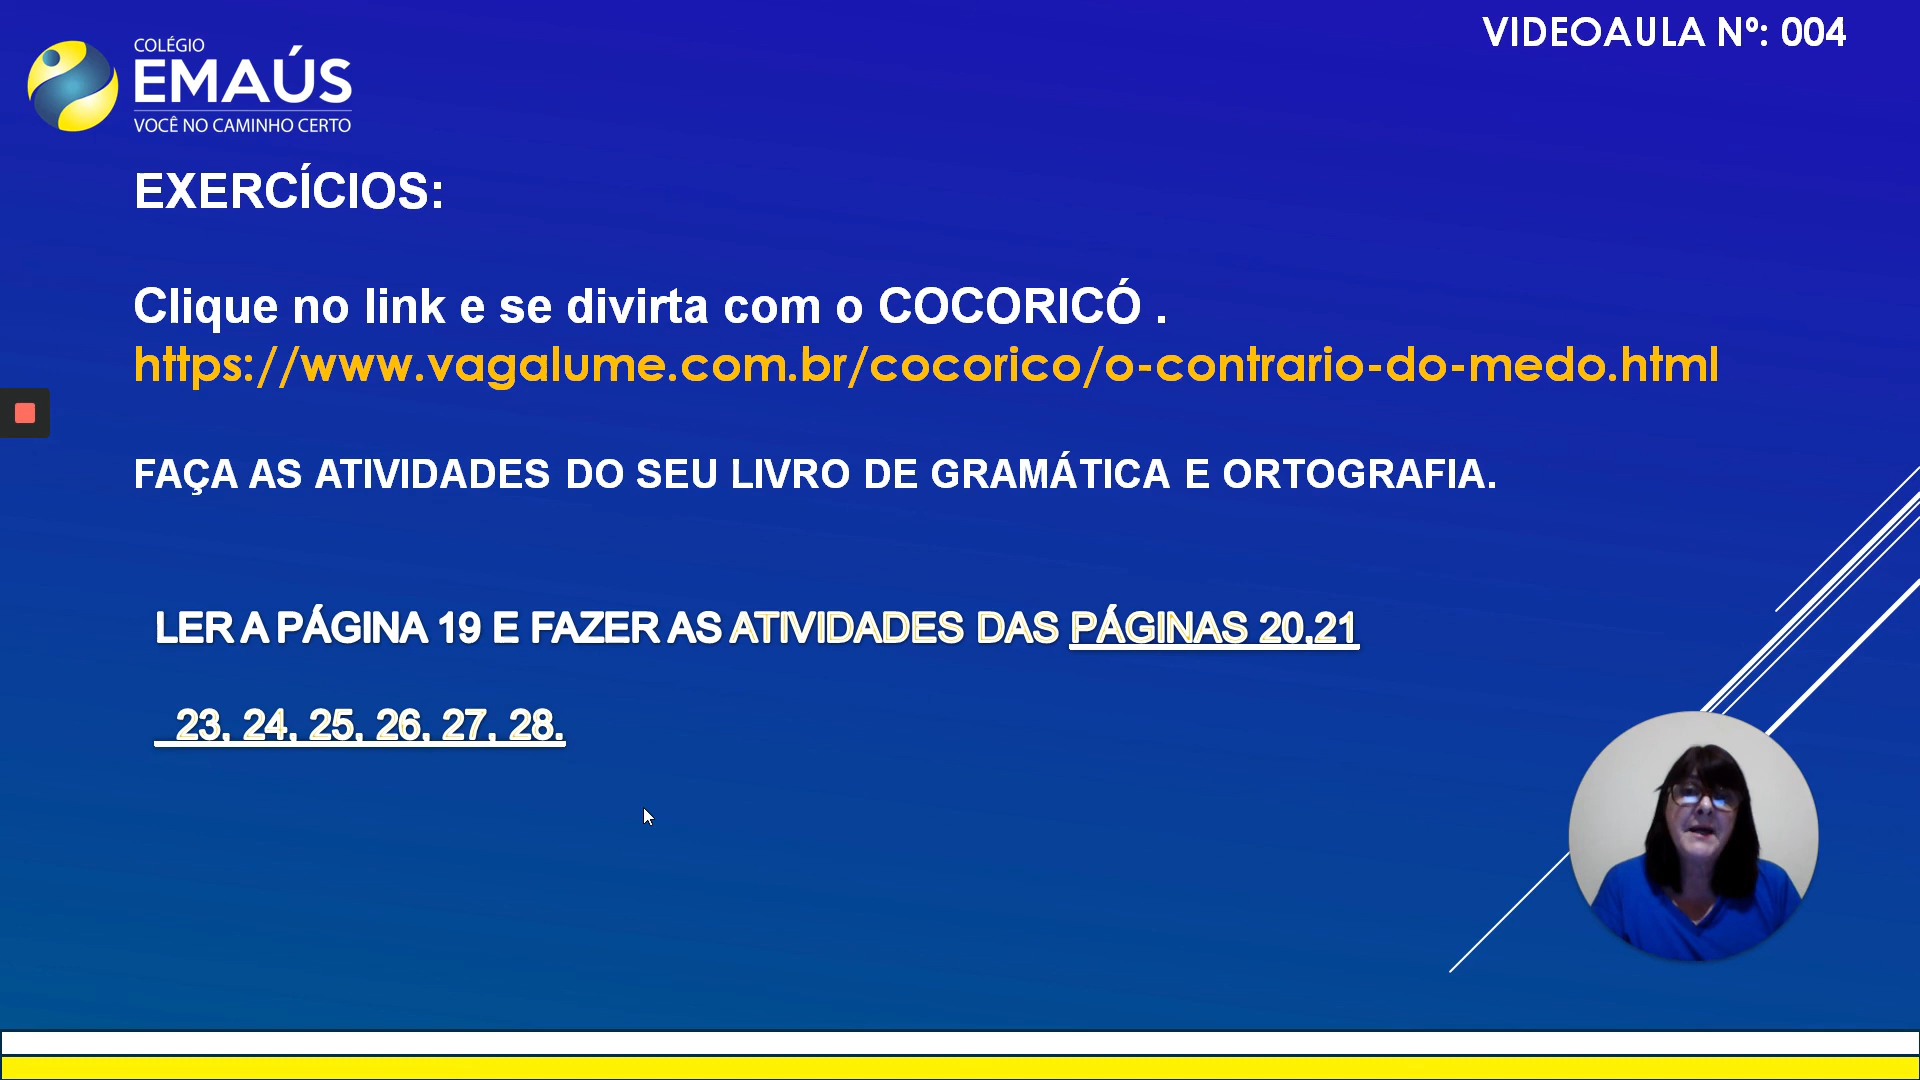 VIDEOAULA Nº: 004
COLÉGIO
EMAÚS
VOCÊ NO CAMINHO CERTO
EXERCÍCIOS:
Clique no link e se divirta com o COCORICÓ .
https://www.vagalume.com.br/cocorico/o-contrario-do-medo.html
FAÇA AS ATIVIDADES DO SEU LIVRO DE GRAMÁTICA E ORTOGRAFIA.
LER A PÁGINA 19 E FAZER AS ATIVIDADES DAS PÁGINAS 20,21
23, 24, 25, 26, 27, 28.